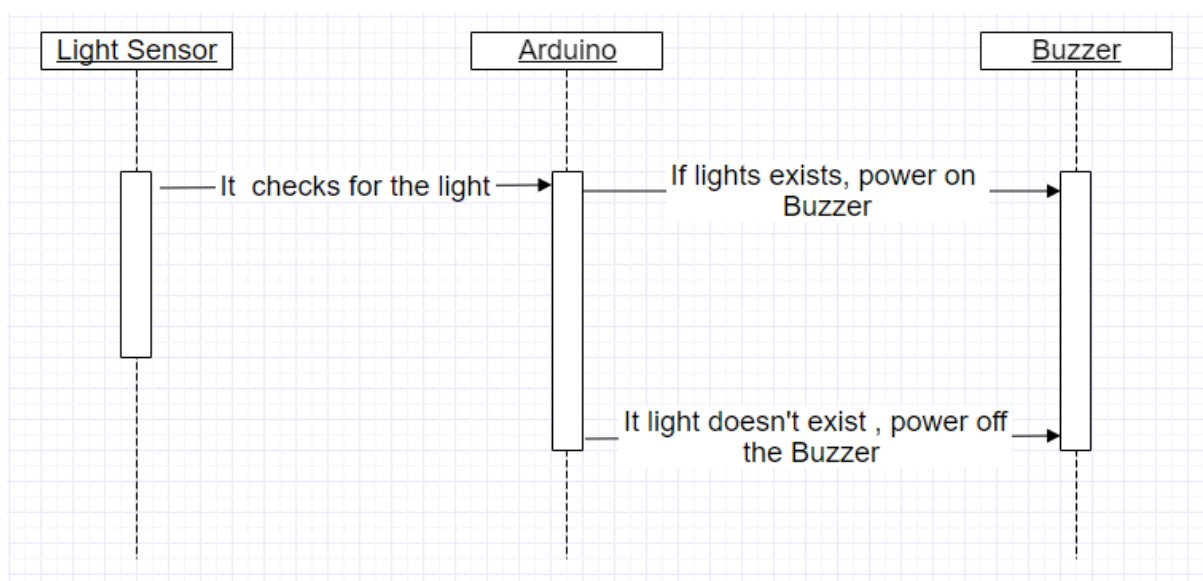 Light Sensor
Arduino
Buzzer
It  checks for the light
If lights exists, power on
Buzzer
It light doesn't exist , power off
the Buzzer